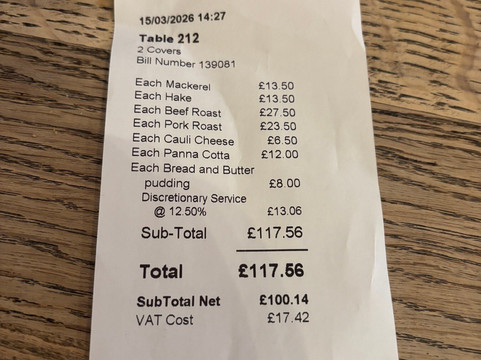 15/03/2026 14:27
Table 212
2 Covers
Bill Number 139081
Each Mackerel £13.50
Each Hake £13.50
Each Beef Roast £27.50
Each Pork Roast £23.50
Each Cauli Cheese £6.50
Each Panna Cotta £12.00
Each Bread and Butter
pudding £8.00
Discretionary Service
@ 12.50% £13.06
Sub-Total £117.56
Total £117.56
SubTotal Net £100.14
VAT Cost £17.42